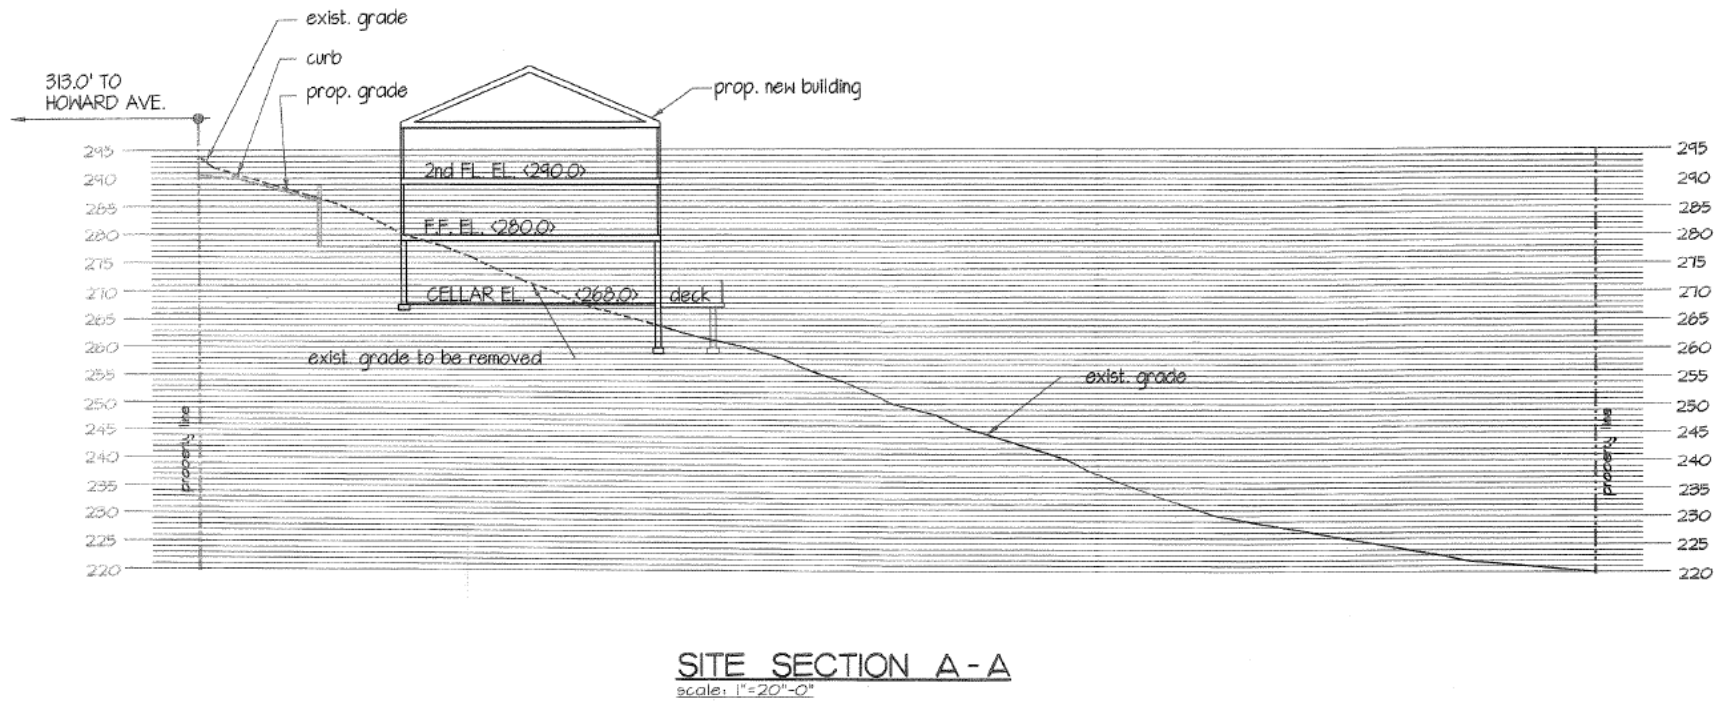 exist. grade
curb
313.0' TO
HOWARD AVE.
prop. grade
prop. new building
295
290
285
280
275
270
265
260
255
250
245
240
235
230
225
220
2nd FL. EL. <290.0>
F.F. EL. <280.0>
CELLAR EL. <268.0>
deck
exist. grade to be removed
exist. grade
property line
property line
295
290
285
280
275
270
265
260
255
250
245
240
235
230
225
220
SITE SECTION A-A
scale: 1"=20"-0"